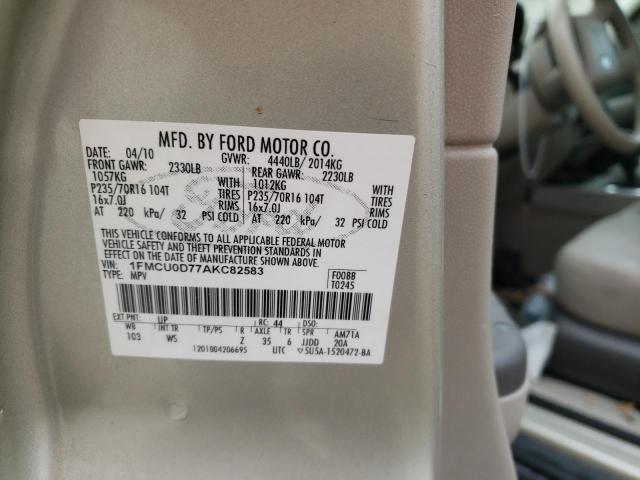 MFD. BY FORD MOTOR CO.
DATE: 04/10 GVWR: 4440LB/ 2014KG
FRONT GAWR: 2330LB REAR GAWR: 2230LB
1057KG WITH 1012KG WITH
P235/70R16 104T TIRES P235/70R16 104T TIRES
16x7.0J RIMS 16x7.0J RIMS
AT 220 kPa/ 32 PSI COLD AT 220 kPa/ 32 PSI COLD
THIS VEHICLE CONFORMS TO ALL APPLICABLE FEDERAL MOTOR
VEHICLE SAFETY AND THEFT PREVENTION STANDARDS IN
EFFECT ON THE DATE OF MANUFACTURE SHOWN ABOVE.
VIN: 1FMCU0D77AKC82583 F0088
TYPE: MPV T0245
EXT PNT: UP RC: 44 DSO:
WB INT TR TP/PS R AXLE TR SPR AM71A
103 WS Z 35 6 JJDD 20A
1201004206695 UTC 5U5A-1520472-BA